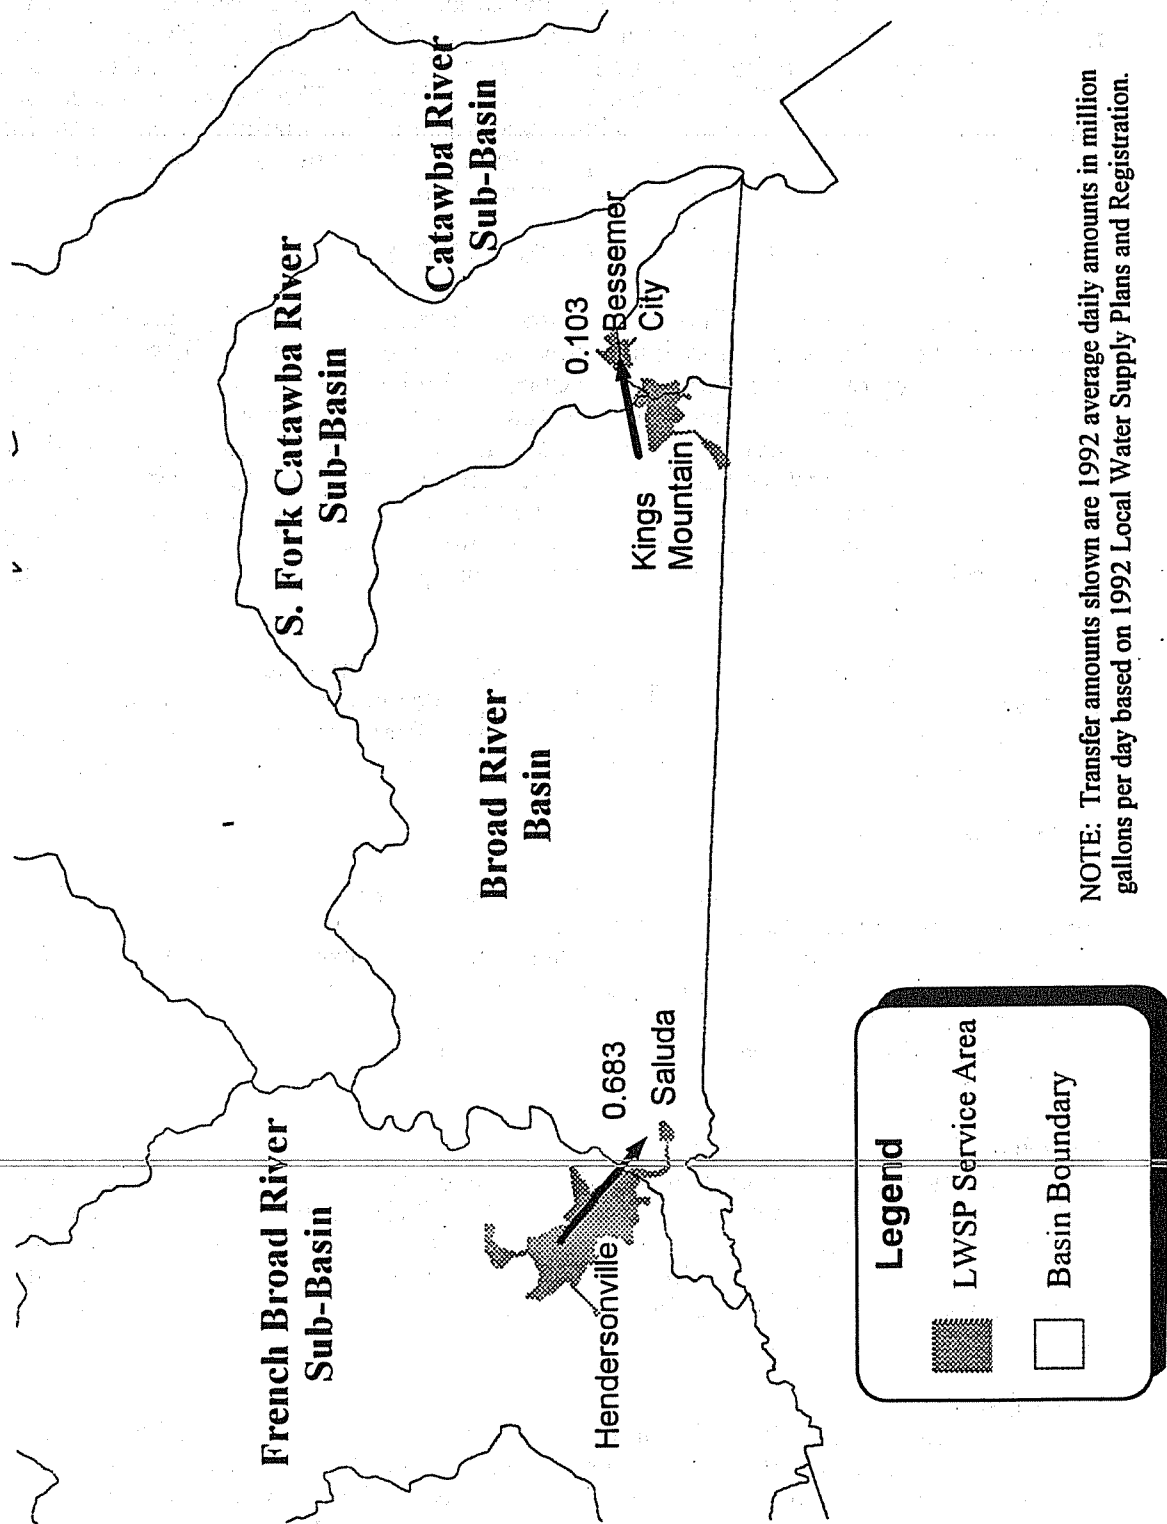 French Broad River
Sub-Basin
S. Fork Catawba River
Sub-Basin
Catawba River
Sub-Basin
Broad River
Basin
Hendersonville
0.683
Saluda
Kings
Mountain
0.103
Bessemer
City
Legend
LWSP Service Area
Basin Boundary
NOTE: Transfer amounts shown are 1992 average daily amounts in million
gallons per day based on 1992 Local Water Supply Plans and Registration.